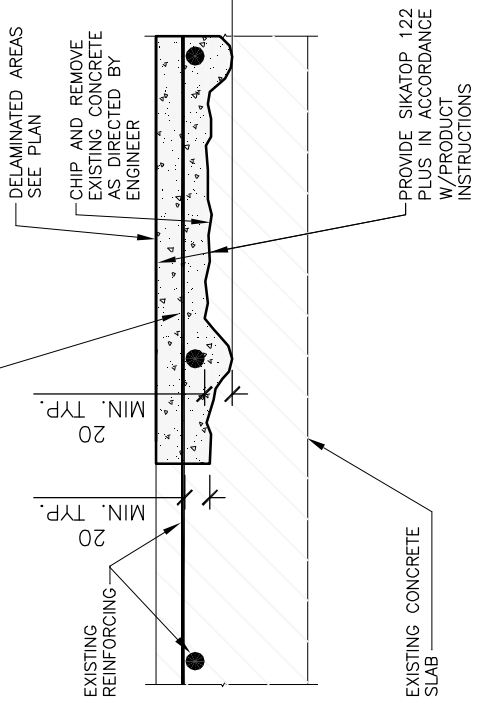 DELAMINATED AREAS
SEE PLAN
CHIP AND REMOVE
EXISTING CONCRETE
AS DIRECTED BY
ENGINEER
PROVIDE SIKATOP 122
PLUS IN ACCORDANCE
W/PRODUCT
INSTRUCTIONS
20
MIN. TYP.
20
MIN. TYP.
EXISTING
REINFORCING
EXISTING CONCRETE
SLAB